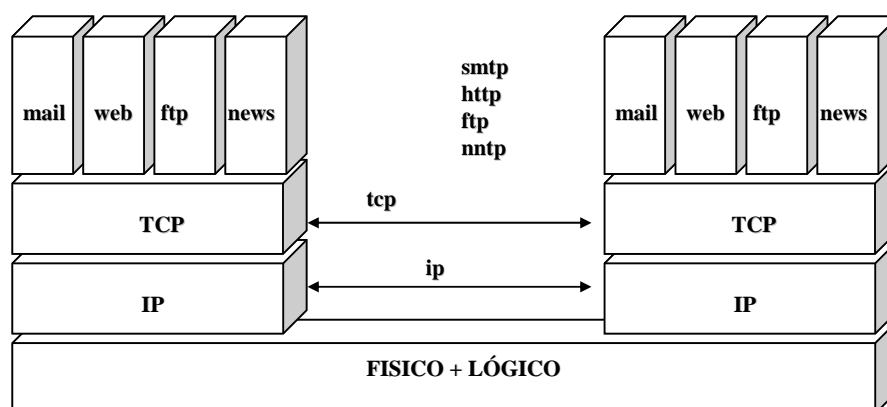 mail web ftp news
smtp
http
ftp
nntp
mail web ftp news
TCP
tcp
TCP
IP
ip
IP
FISICO + LÓGICO